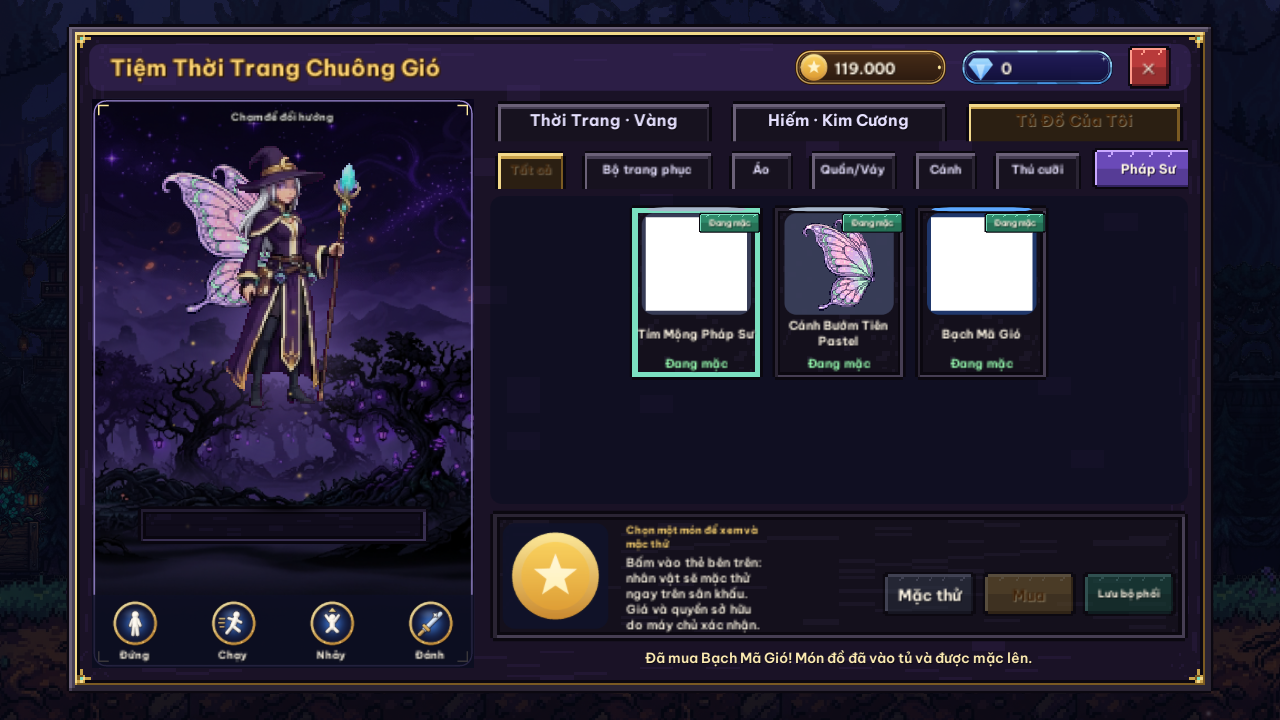 Tiệm Thời Trang Chuông Gió
119.000
0
×
Chạm để đổi hướng
Thời Trang · Vàng
Hiếm · Kim Cương
Tủ Đồ Của Tôi
Tất cả
Bộ trang phục
Áo
Quần/Váy
Cánh
Thú cưỡi
Pháp Sư
Đang mặc
Đang mặc
Đang mặc
Tím Mộng Pháp Sư
Cánh Bướm Tiên
Pastel
Bạch Mã Gió
Đang mặc
Đang mặc
Đang mặc
Chọn một món để xem và
mặc thử
Bấm vào thẻ bên trên:
nhân vật sẽ mặc thử
ngay trên sân khấu.
Giá và quyền sở hữu
do máy chủ xác nhận.
Mặc thử
Mua
Lưu bộ phối
Đứng
Chạy
Nhảy
Đánh
Đã mua Bạch Mã Gió! Món đồ đã vào tủ và được mặc lên.